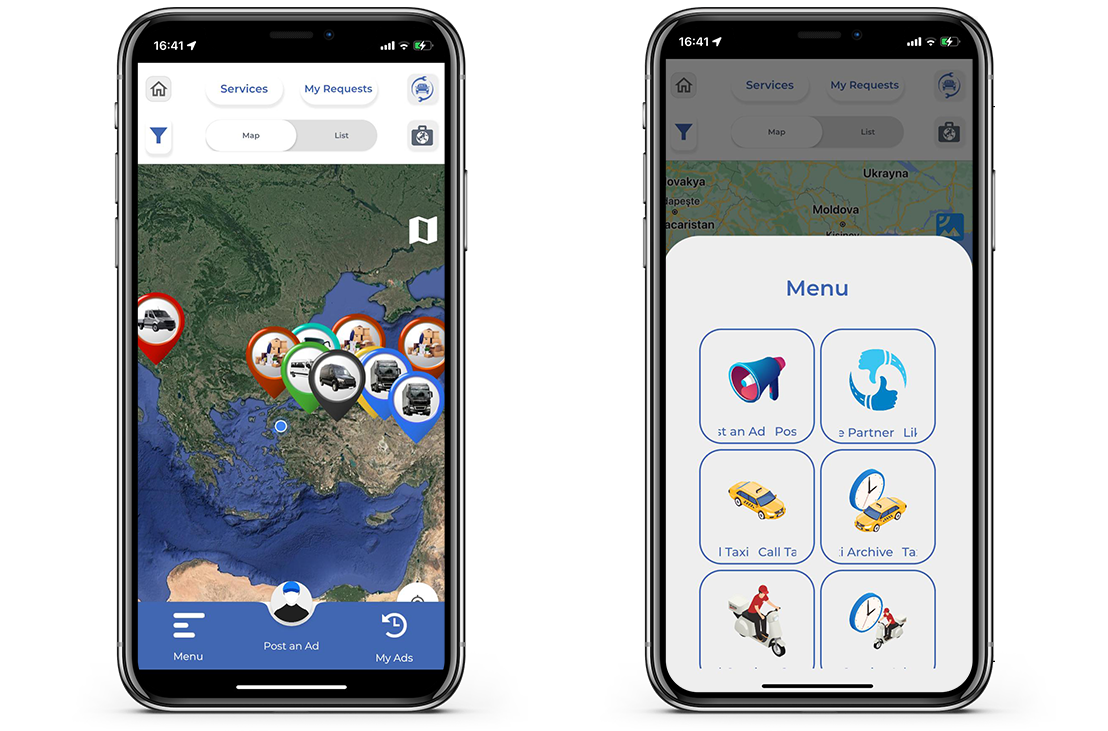 16:41
Services
My Requests
Map
List
Menu
Post an Ad
My Ads
16:41
Services
My Requests
Map
List
ovakya
Ukrayna
dapeşte
acaristan
Moldova
Menu
st an Ad Pos
e Partner Lik
l Taxi Call Ta
i Archive Ta